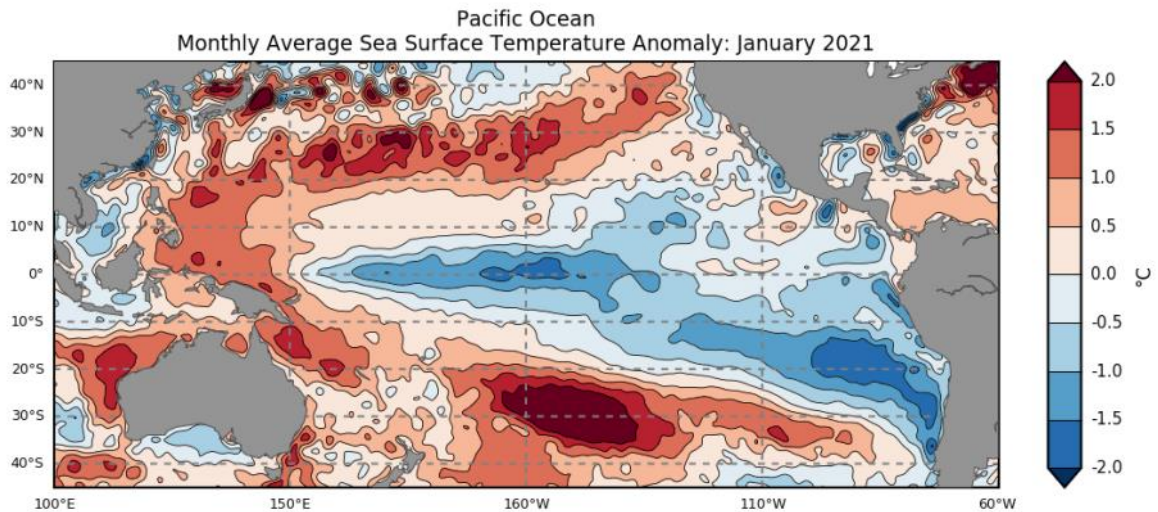 Pacific Ocean
Monthly Average Sea Surface Temperature Anomaly: January 2021
40°N
30°N
20°N
10°N
0°
10°S
20°S
30°S
40°S
100°E
150°E
160°W
110°W
60°W
2.0
1.5
1.0
0.5
0.0
-0.5
-1.0
-1.5
-2.0
°C